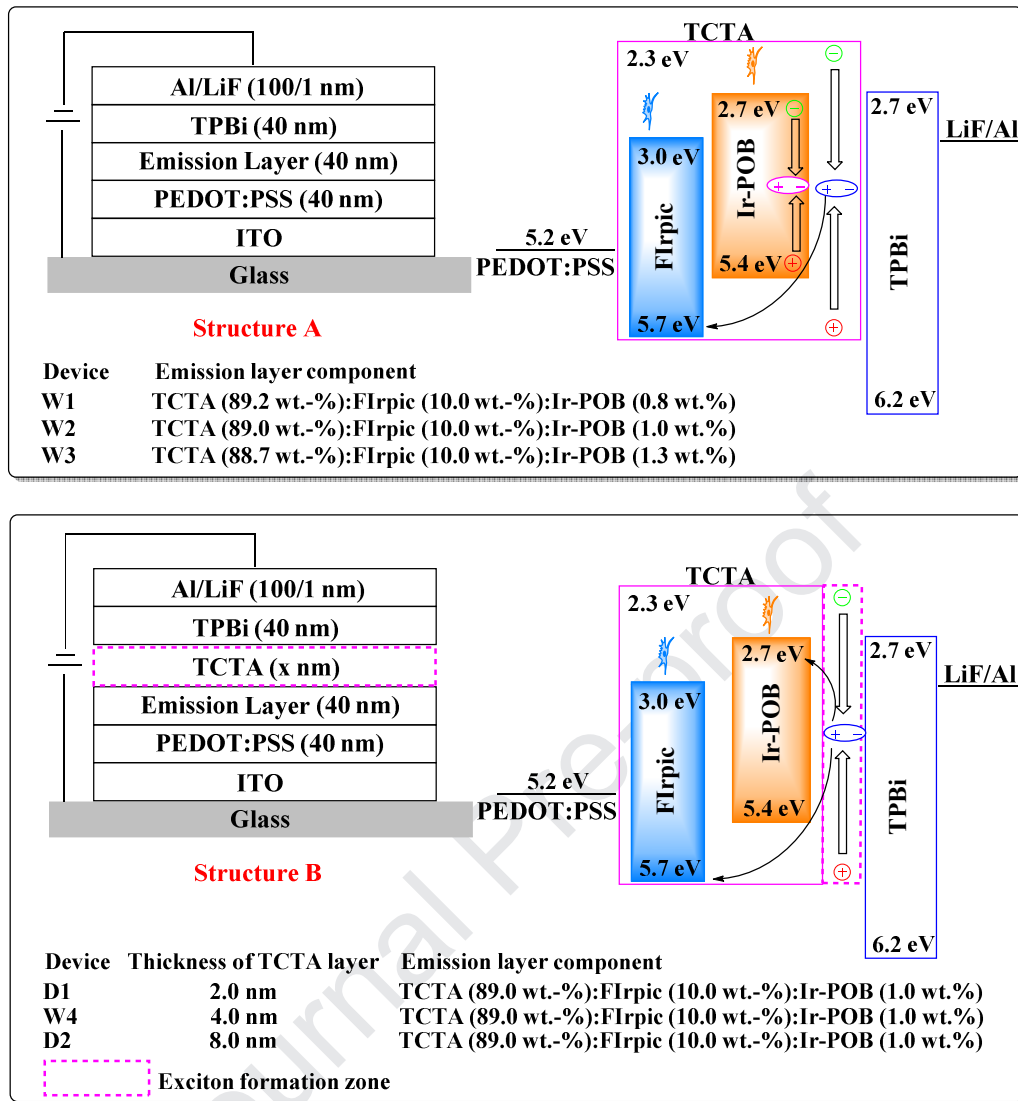 TCTA
Al/LiF (100/1 nm)
TPBi (40 nm)
Emission Layer (40 nm)
PEDOT:PSS (40 nm)
ITO
Glass
Structure A
5.2 eV
PEDOT:PSS
2.3 eV
3.0 eV
FIrpic
5.7 eV
2.7 eV
Ir-POB
5.4 eV
2.7 eV
TPBi
6.2 eV
LiF/Al
Device Emission layer component
W1 TCTA (89.2 wt.-%):FIrpic (10.0 wt.-%):Ir-POB (0.8 wt.%)
W2 TCTA (89.0 wt.-%):FIrpic (10.0 wt.-%):Ir-POB (1.0 wt.%)
W3 TCTA (88.7 wt.-%):FIrpic (10.0 wt.-%):Ir-POB (1.3 wt.%)
TCTA
Al/LiF (100/1 nm)
TPBi (40 nm)
TCTA (x nm)
Emission Layer (40 nm)
PEDOT:PSS (40 nm)
ITO
Glass
Structure B
5.2 eV
PEDOT:PSS
2.3 eV
3.0 eV
FIrpic
5.7 eV
2.7 eV
Ir-POB
5.4 eV
2.7 eV
TPBi
6.2 eV
LiF/Al
Device Thickness of TCTA layer Emission layer component
D1 2.0 nm TCTA (89.0 wt.-%):FIrpic (10.0 wt.-%):Ir-POB (1.0 wt.%)
W4 4.0 nm TCTA (89.0 wt.-%):FIrpic (10.0 wt.-%):Ir-POB (1.0 wt.%)
D2 8.0 nm TCTA (89.0 wt.-%):FIrpic (10.0 wt.-%):Ir-POB (1.0 wt.%)
Exciton formation zone
urnal Pre-proof